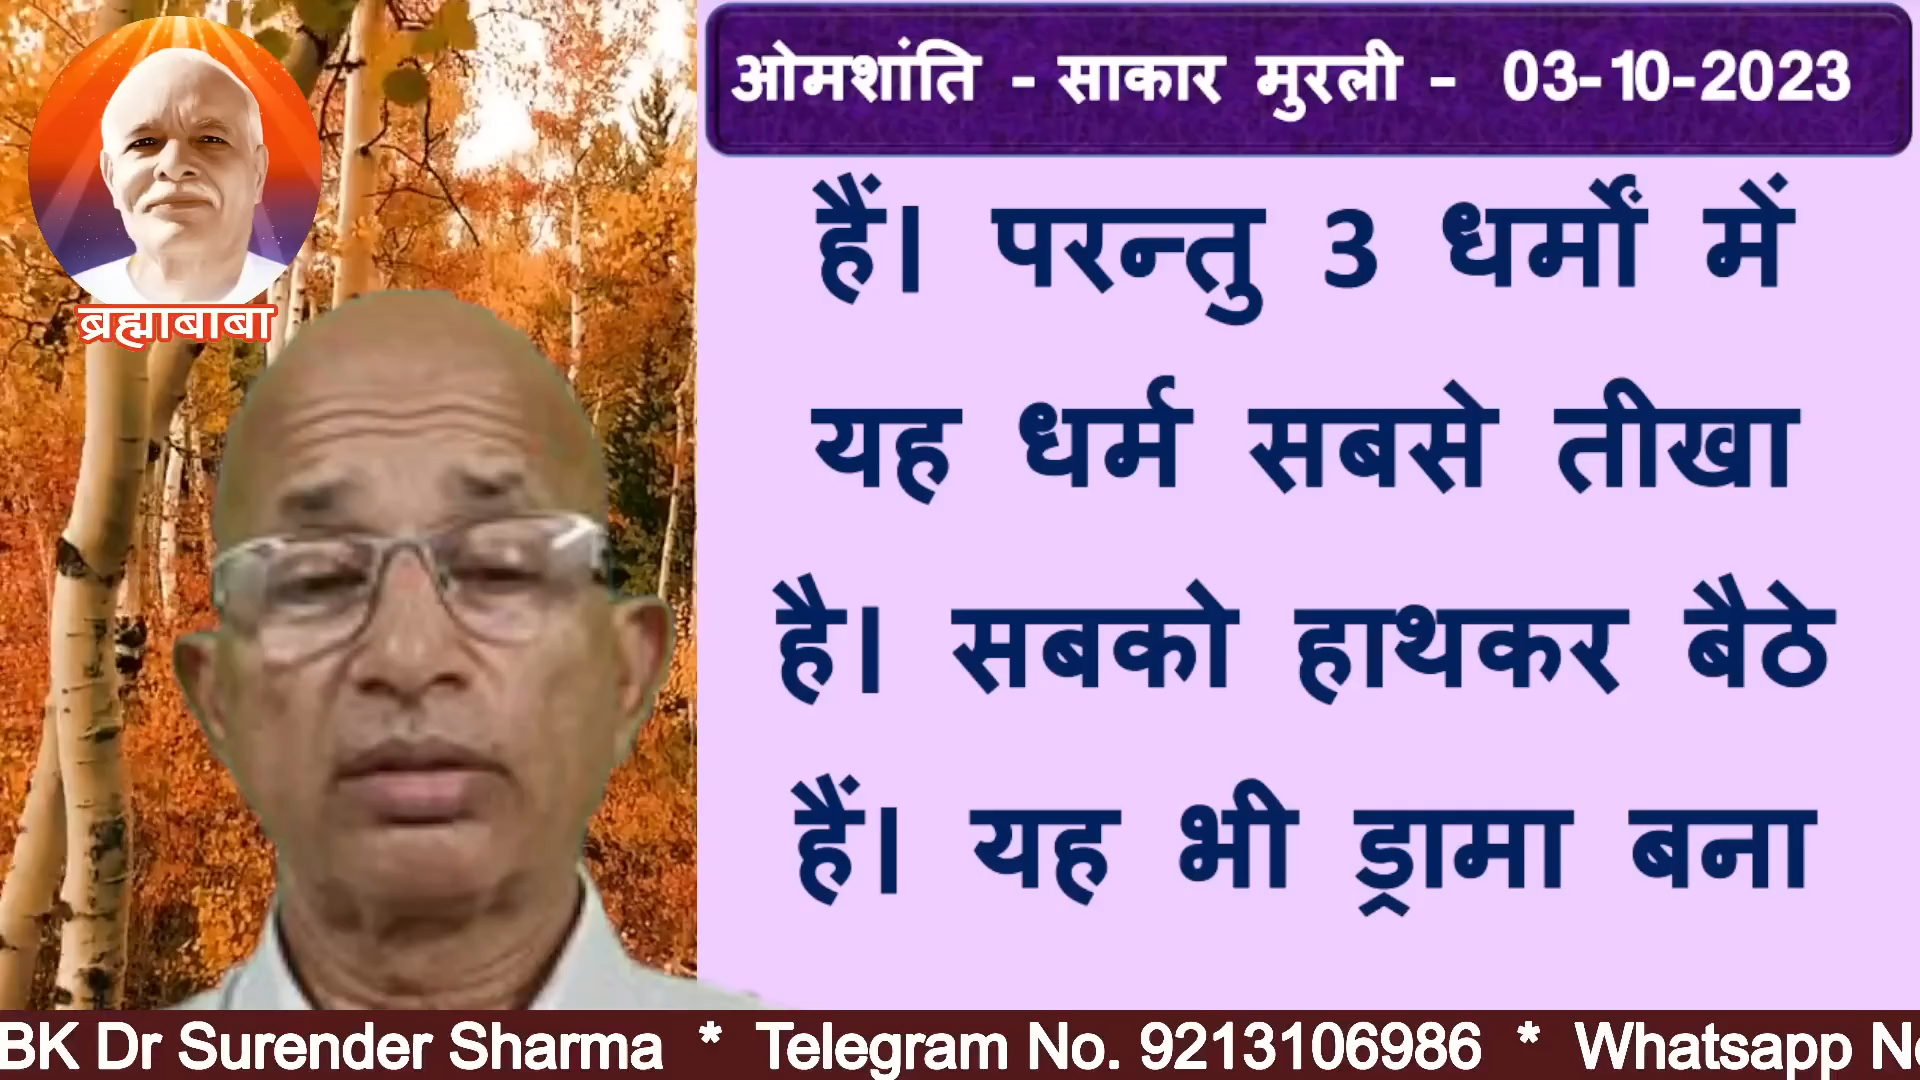 ओमशांति - साकार मुरली - 03-10-2023
ब्रह्माबाबा
हैं। परन्तु 3 धर्मों में
यह धर्म सबसे तीखा
है। सबको हाथकर बैठे
हैं। यह भी ड्रामा बना
BK Dr Surender Sharma * Telegram No. 9213106986 * Whatsapp